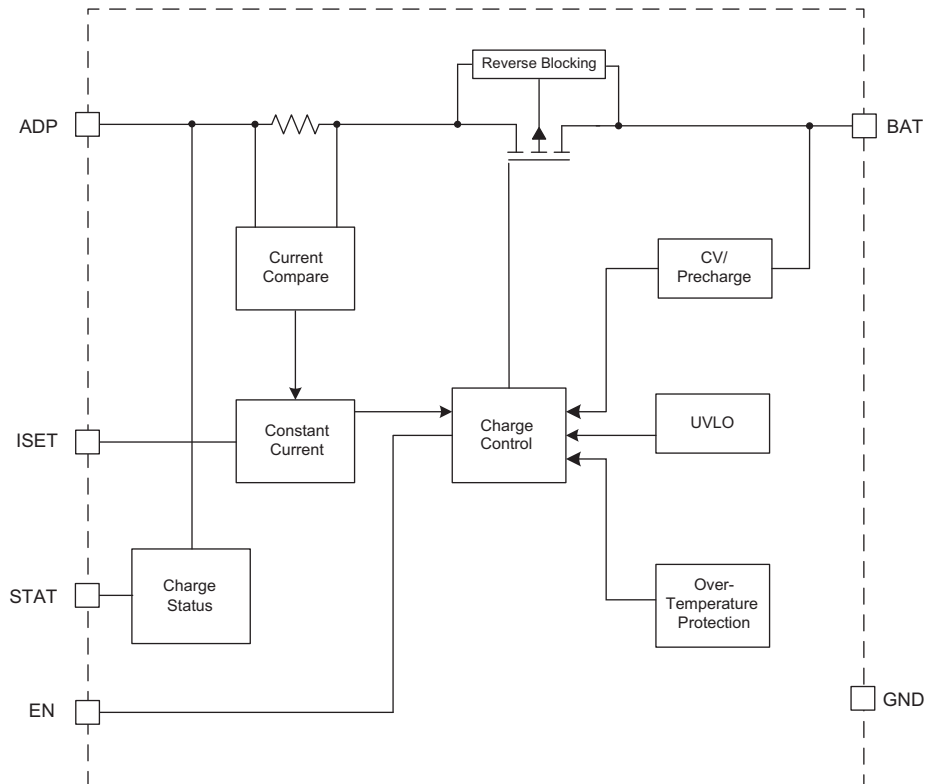 Reverse Blocking
ADP
BAT
Current
Compare
CV/
Precharge
ISET
Constant
Current
Charge
Control
UVLO
STAT
Charge
Status
Over-
Temperature
Protection
EN
GND